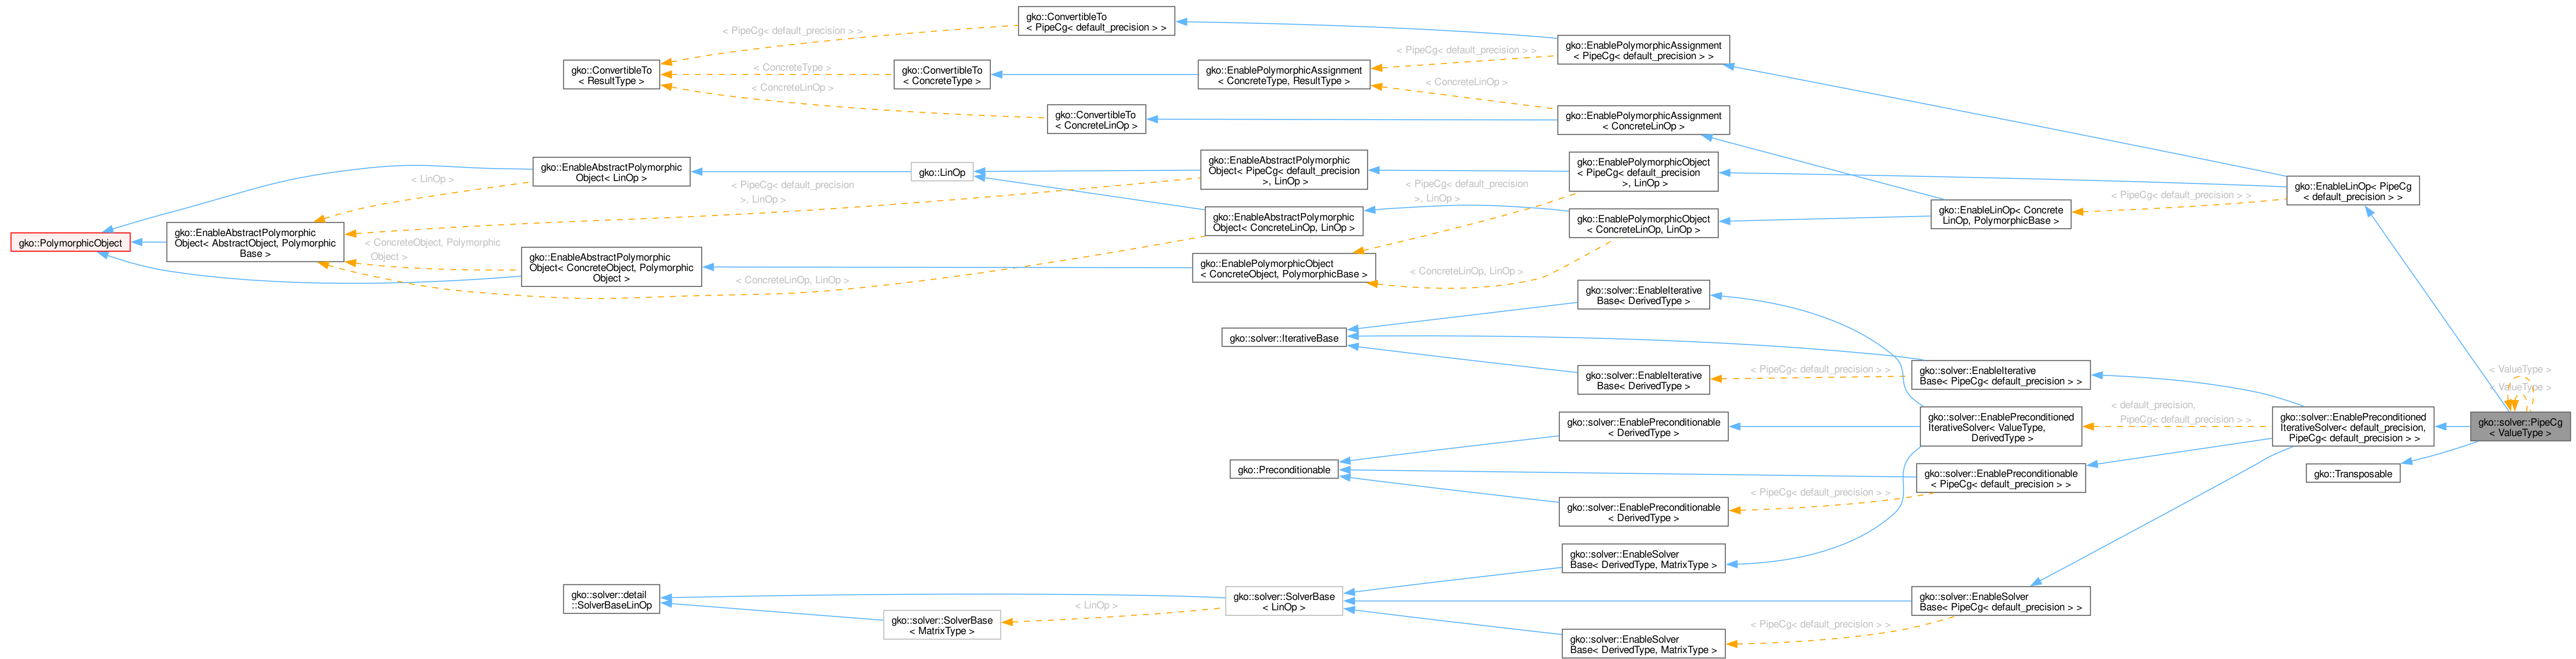 gko::ConvertibleTo
< PipeCg< default_precision > >
< PipeCg< default_precision > >
gko::EnablePolymorphicAssignment
< PipeCg< default_precision > >
< PipeCg< default_precision > >
gko::ConvertibleTo
< ResultType >
< ConcreteType >
gko::ConvertibleTo
< ConcreteType >
gko::EnablePolymorphicAssignment
< ConcreteType, ResultType >
< ConcreteLinOp >
< ConcreteLinOp >
gko::ConvertibleTo
< ConcreteLinOp >
gko::EnablePolymorphicAssignment
< ConcreteLinOp >
gko::EnableAbstractPolymorphic
Object< LinOp >
gko::LinOp
gko::EnableAbstractPolymorphic
Object< PipeCg< default_precision
>, LinOp >
gko::EnablePolymorphicObject
< PipeCg< default_precision
>, LinOp >
< LinOp >
< PipeCg< default_precision
>, LinOp >
< PipeCg< default_precision
>, LinOp >
< PipeCg< default_precision > >
gko::EnableLinOp< PipeCg
< default_precision > >
gko::EnableLinOp< Concrete
LinOp, PolymorphicBase >
gko::EnableAbstractPolymorphic
Object< ConcreteLinOp, LinOp >
gko::EnablePolymorphicObject
< ConcreteLinOp, LinOp >
gko::PolymorphicObject
gko::EnableAbstractPolymorphic
Object< AbstractObject, Polymorphic
Base >
< ConcreteObject, Polymorphic
Object >
gko::EnableAbstractPolymorphic
Object< ConcreteObject, Polymorphic
Object >
< ConcreteLinOp, LinOp >
gko::EnablePolymorphicObject
< ConcreteObject, PolymorphicBase >
< ConcreteLinOp, LinOp >
gko::solver::EnableIterative
Base< DerivedType >
gko::solver::IterativeBase
gko::solver::EnableIterative
Base< DerivedType >
< PipeCg< default_precision > >
gko::solver::EnableIterative
Base< PipeCg< default_precision > >
< ValueType >
< ValueType >
gko::solver::EnablePreconditionable
< DerivedType >
gko::solver::EnablePreconditioned
IterativeSolver< ValueType,
DerivedType >
< default_precision,
PipeCg< default_precision > >
gko::solver::EnablePreconditioned
IterativeSolver< default_precision,
PipeCg< default_precision > >
gko::solver::PipeCg
< ValueType >
gko::Preconditionable
gko::solver::EnablePreconditionable
< PipeCg< default_precision > >
gko::Transposable
< PipeCg< default_precision > >
gko::solver::EnablePreconditionable
< DerivedType >
gko::solver::EnableSolver
Base< DerivedType, MatrixType >
gko::solver::detail
::SolverBaseLinOp
gko::solver::SolverBase
< MatrixType >
< LinOp >
gko::solver::SolverBase
< LinOp >
gko::solver::EnableSolver
Base< PipeCg< default_precision > >
< PipeCg< default_precision > >
gko::solver::EnableSolver
Base< DerivedType, MatrixType >